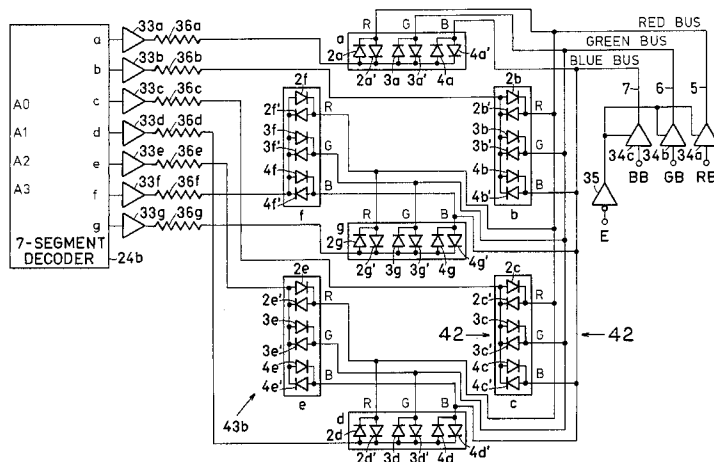 33a 36a
33b 36b
33c 36c
33d 36d
33e 36e
33f 36f
33g 36g
a
b
c
d
e
f
g
A0
A1
A2
A3
7-SEGMENT
DECODER
24b
a R G B
2a 2a' 3a 3a' 4a 4a'
2f
2f' R
3f
3f' G
4f
4f' B
f
2b
2b' R
3b
3b' G
4b
4b' B
b
RED BUS
GREEN BUS
BLUE BUS
7 6 5
34c 34b 34a
BB GB RB
35
E
R G B
g
2g 2g' 3g 3g' 4g 4g'
2e
2e' R
3e
3e' G
4e
4e' B
e
2c
2c' R
3c
3c' G
4c
4c' B
c
42 42
43b
d R G B
2d 2d' 3d 3d' 4d 4d'